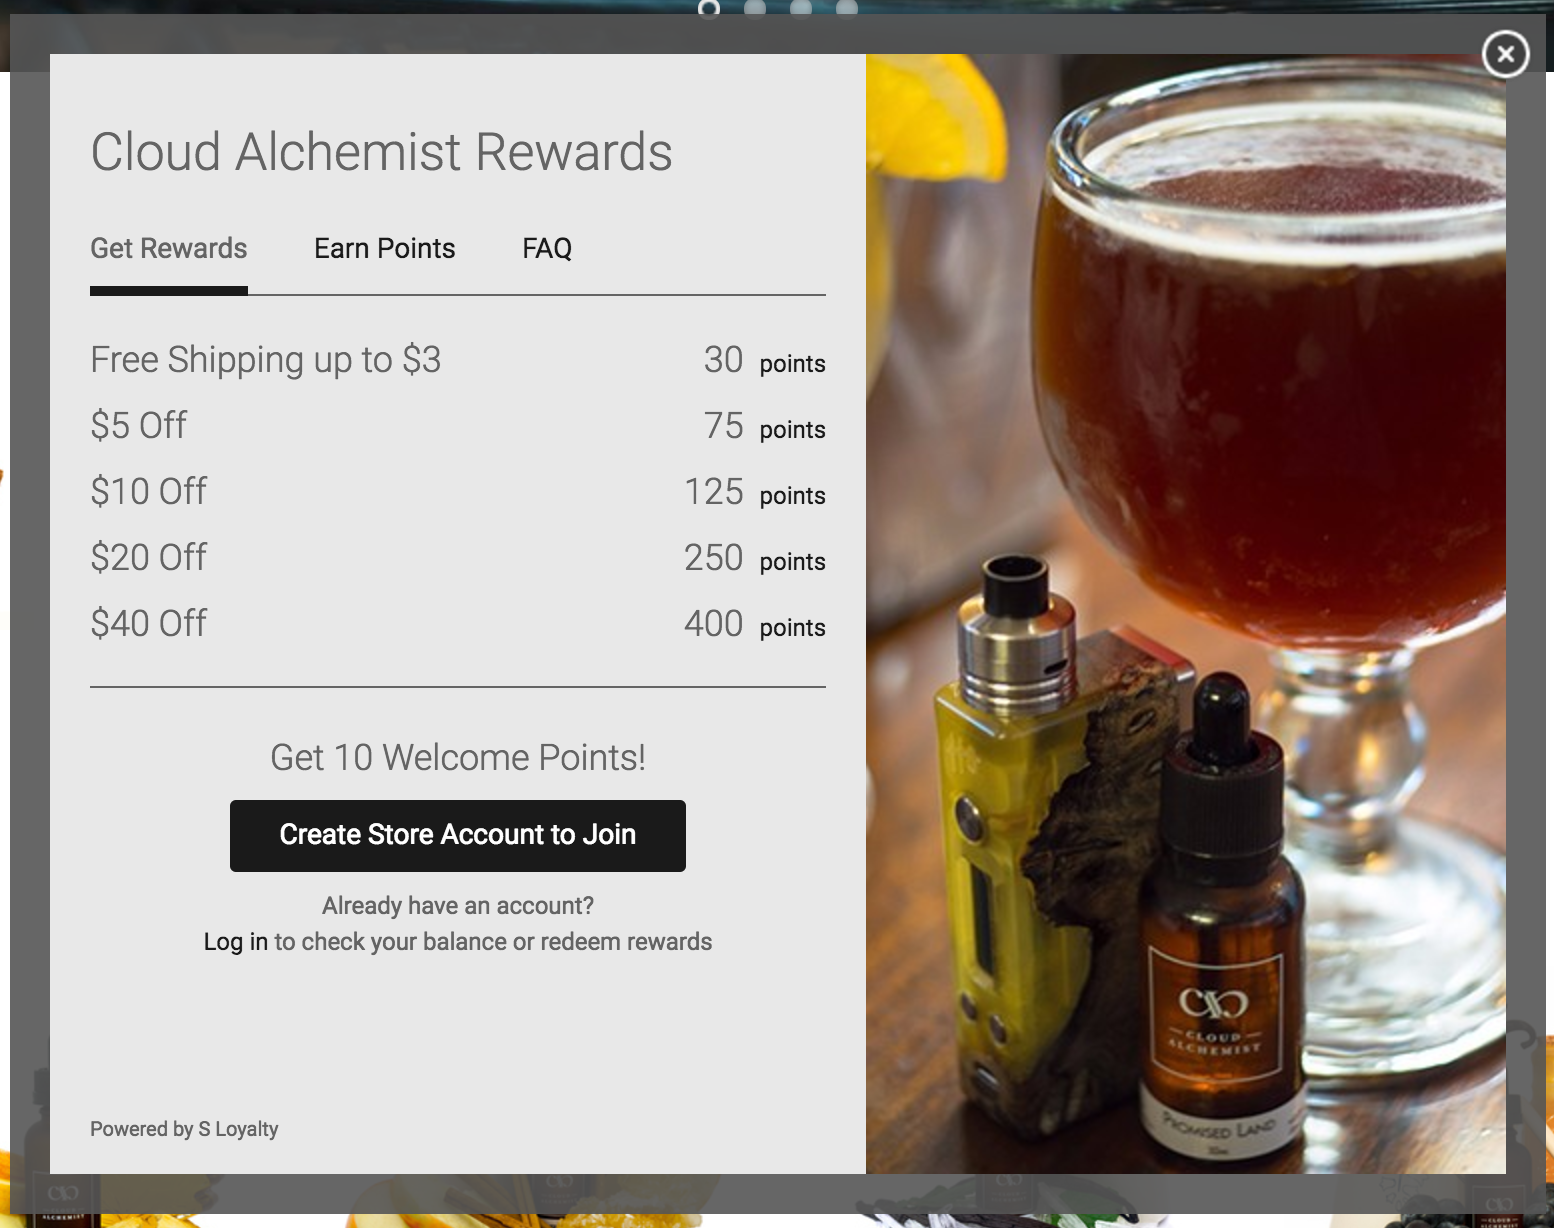 Cloud Alchemist Rewards
Get Rewards Earn Points FAQ
Free Shipping up to $3 30 points
$5 Off 75 points
$10 Off 125 points
$20 Off 250 points
$40 Off 400 points
Get 10 Welcome Points!
Create Store Account to Join
Already have an account?
Log in to check your balance or redeem rewards
Powered by S Loyalty
CLOUD
ALCHEMIST
PROMISED LAND